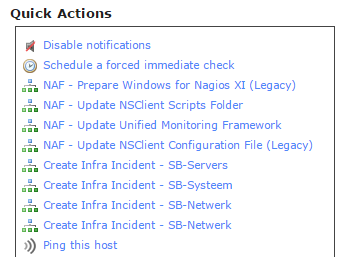 Quick Actions
Disable notifications
Schedule a forced immediate check
NAF - Prepare Windows for Nagios XI (Legacy)
NAF - Update NSClient Scripts Folder
NAF - Update Unified Monitoring Framework
NAF - Update NSClient Configuration File (Legacy)
Create Infra Incident - SB-Servers
Create Infra Incident - SB-Systeem
Create Infra Incident - SB-Netwerk
Create Infra Incident - SB-Netwerk
Ping this host